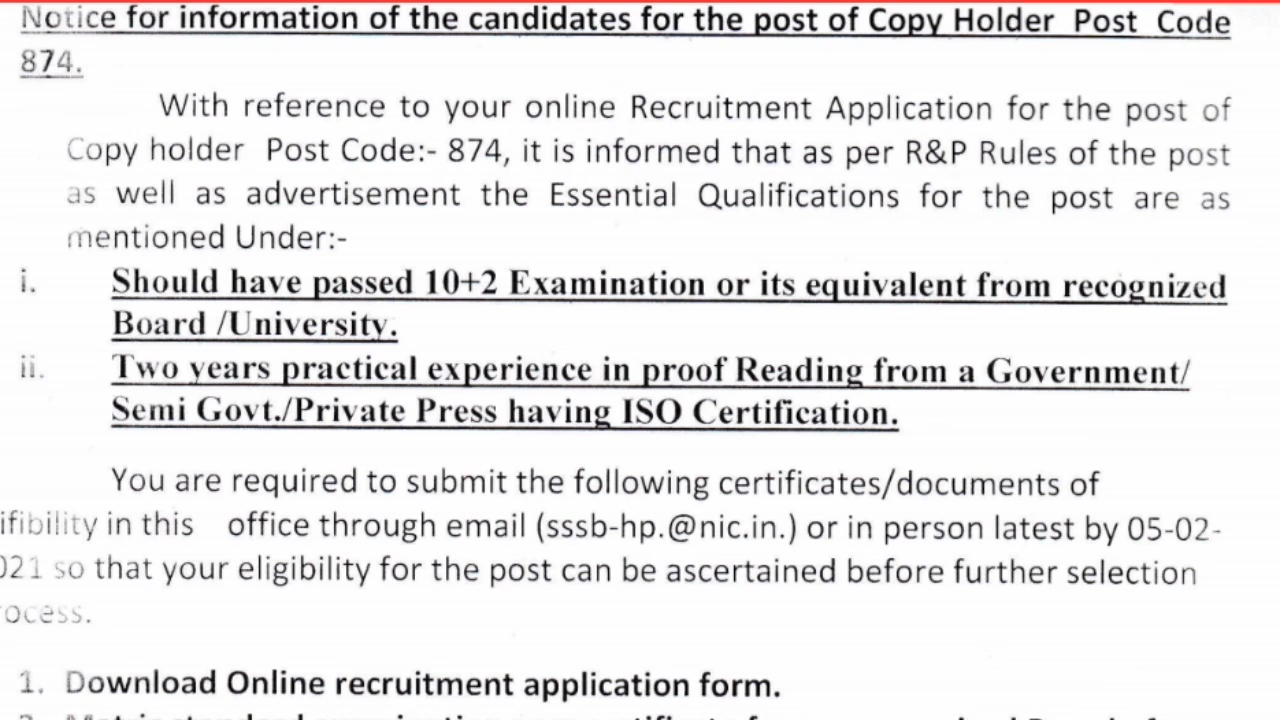 Notice for information of the candidates for the post of Copy Holder Post Code
874.
With reference to your online Recruitment Application for the post of
Copy holder Post Code:- 874, it is informed that as per R&P Rules of the post
as well as advertisement the Essential Qualifications for the post are as
mentioned Under:-
i. Should have passed 10+2 Examination or its equivalent from recognized
Board /University.
ii. Two years practical experience in proof Reading from a Government/
Semi Govt./Private Press having ISO Certification.
You are required to submit the following certificates/documents of
ifibility in this office through email (sssb-hp.@nic.in.) or in person latest by 05-02-
021 so that your eligibility for the post can be ascertained before further selection
ocess.
1. Download Online recruitment application form.